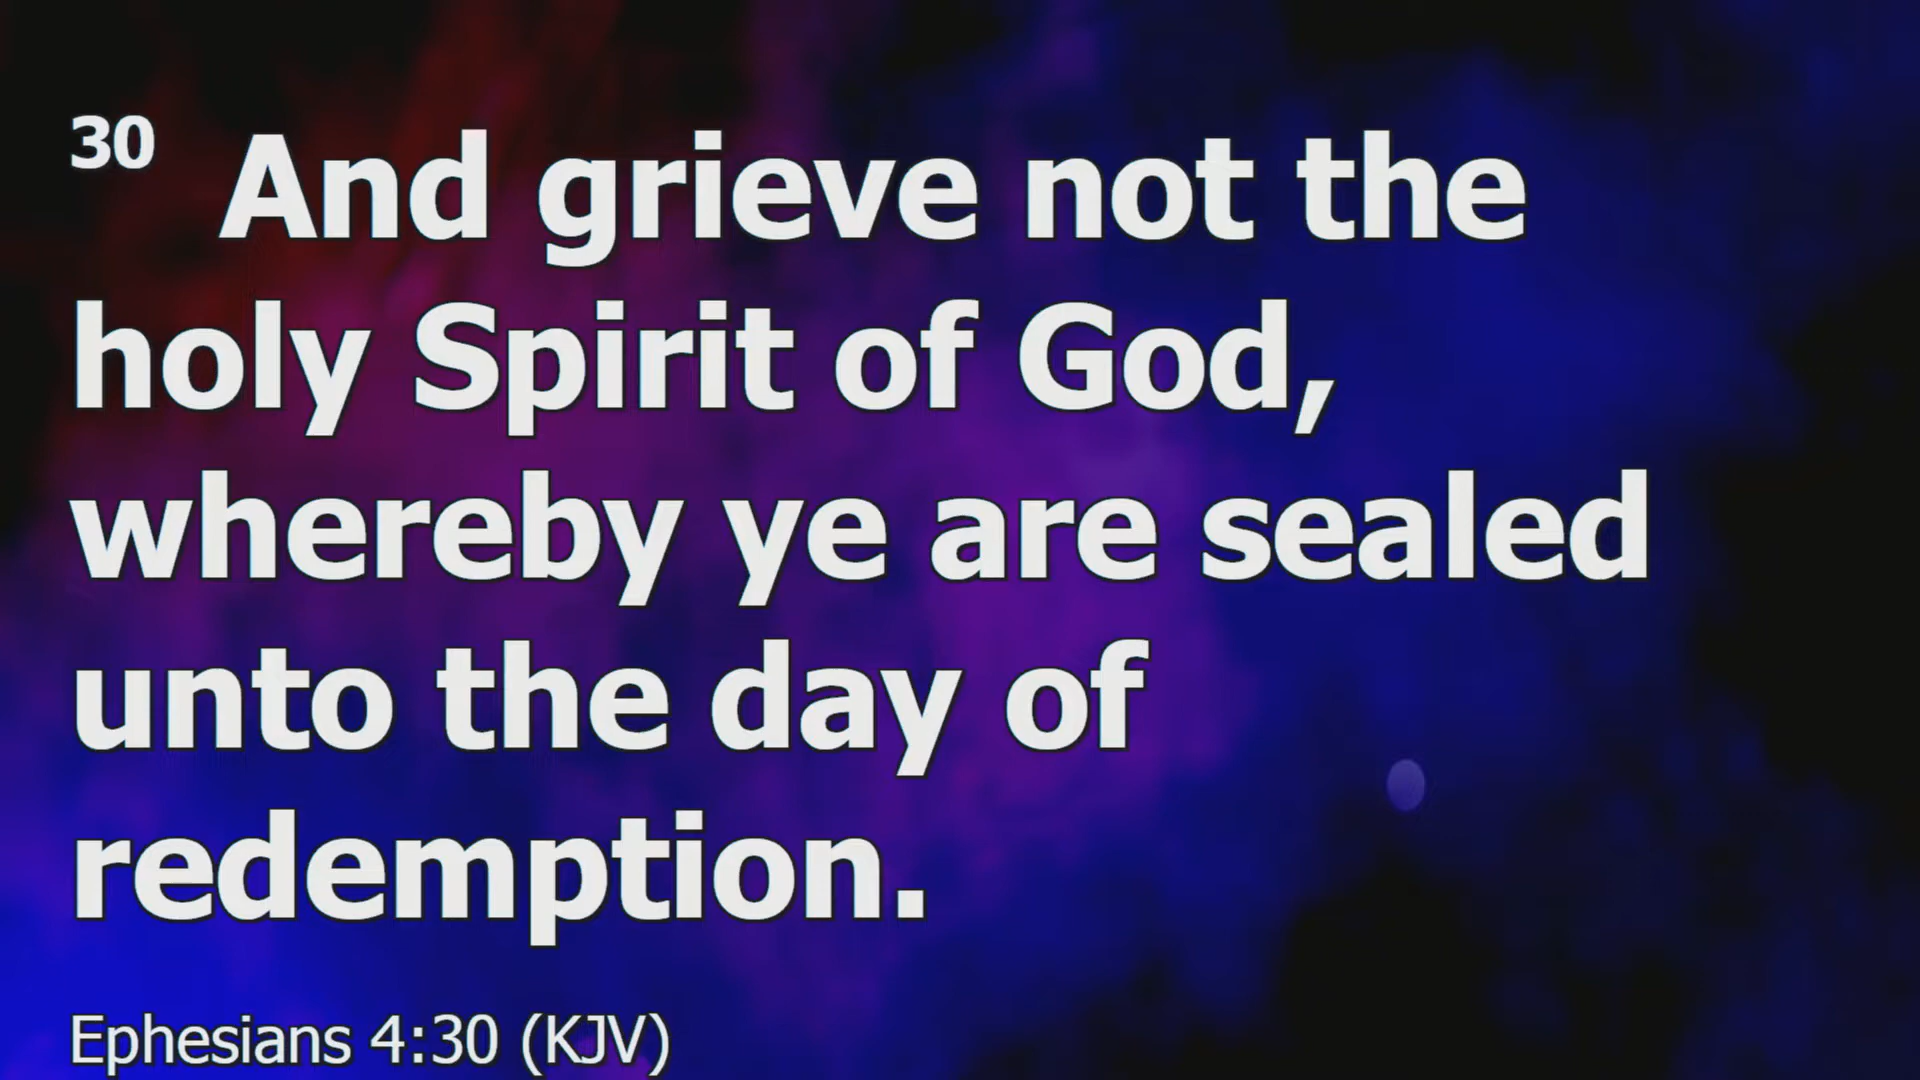 30 And grieve not the
holy Spirit of God,
whereby ye are sealed
unto the day of
redemption.
Ephesians 4:30 (KJV)